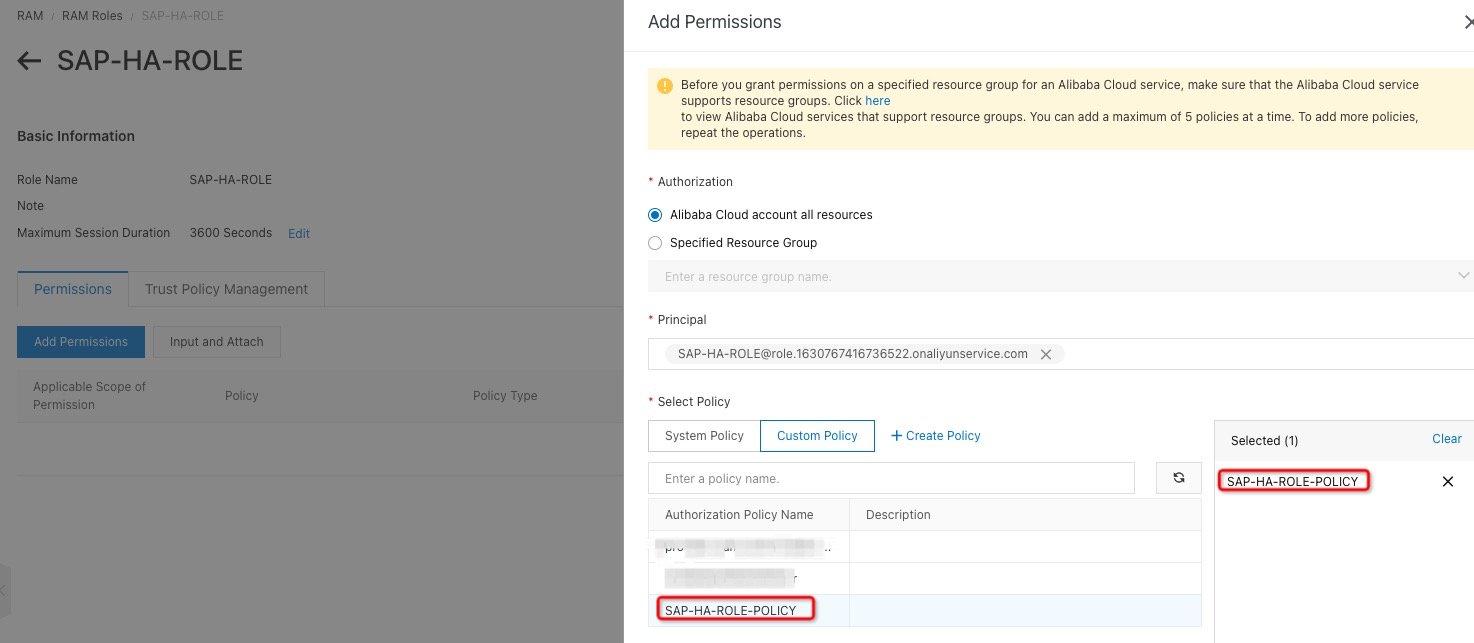 RAM / RAM Roles / SAP-HA-ROLE
← SAP-HA-ROLE
Basic Information
Role Name SAP-HA-ROLE
Note
Maximum Session Duration 3600 Seconds Edit
Permissions Trust Policy Management
Add Permissions Input and Attach
Applicable Scope of
Permission
Policy Policy Type
Add Permissions
Before you grant permissions on a specified resource group for an Alibaba Cloud service, make sure that the Alibaba Cloud service
supports resource groups. Click here
to view Alibaba Cloud services that support resource groups. You can add a maximum of 5 policies at a time. To add more policies,
repeat the operations.
* Authorization
Alibaba Cloud account all resources
Specified Resource Group
Enter a resource group name.
* Principal
SAP-HA-ROLE@role.1630767416736522.onaliyunservice.com
* Select Policy
System Policy Custom Policy + Create Policy
Enter a policy name.
Authorization Policy Name Description
SAP-HA-ROLE-POLICY
Selected (1) Clear
SAP-HA-ROLE-POLICY